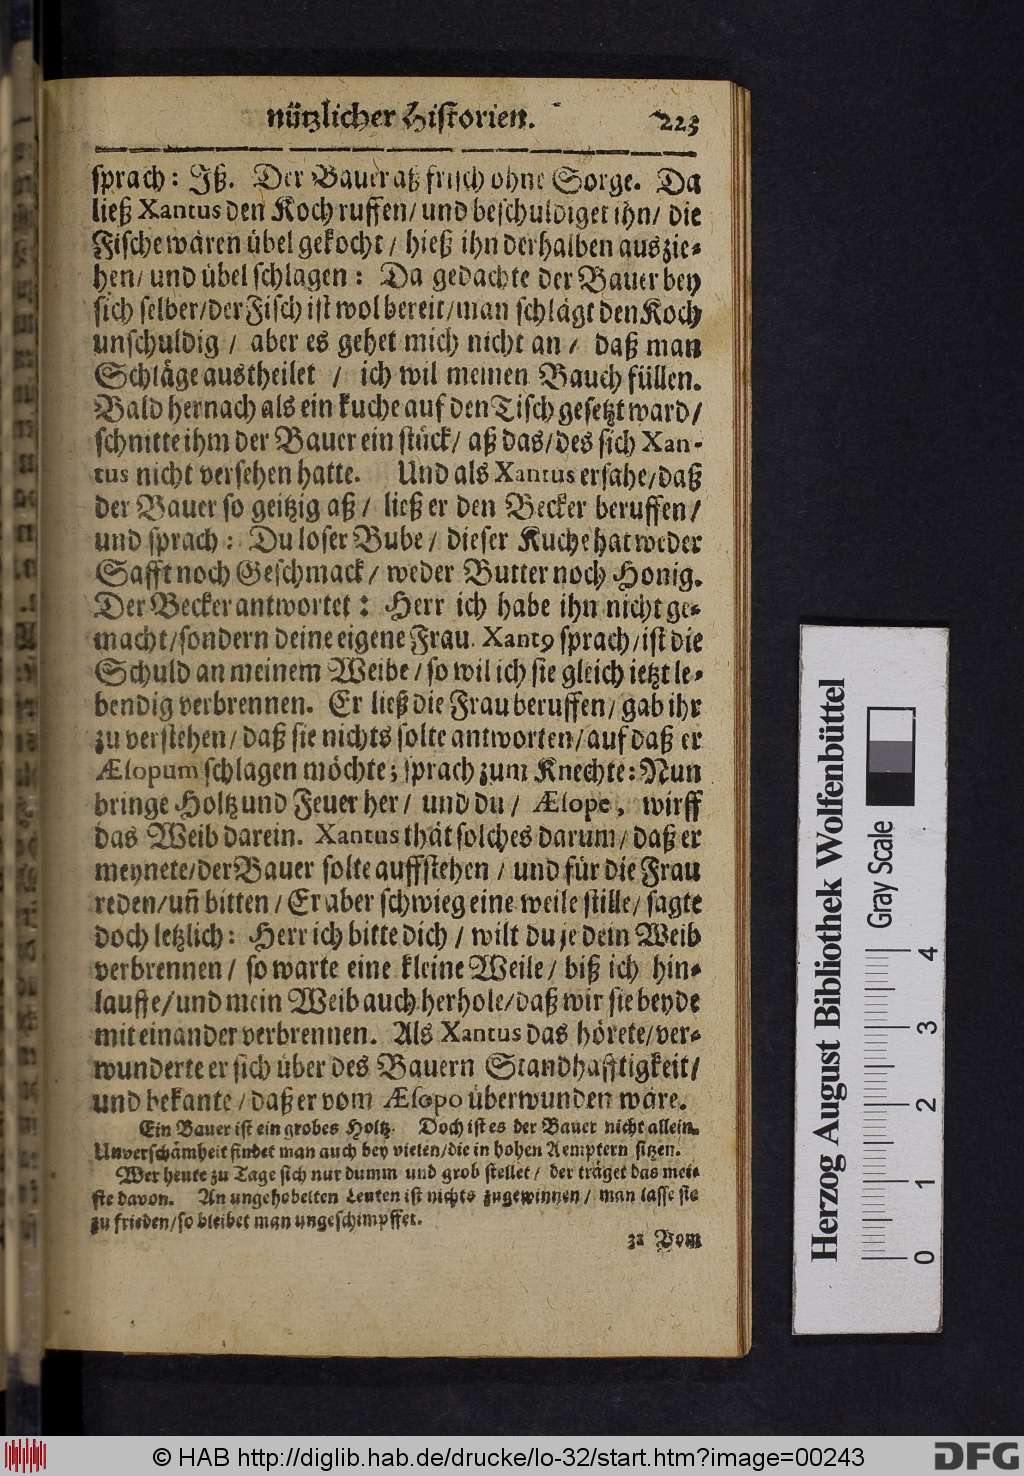 nützlicher Historien. 223
sprach: Iß. Der Bauer aß frisch ohne Sorge. Da
ließ Xantus den Koch ruffen/ und beschuldiget ihn/ die
Fische wären übel gekocht/ hieß ihn derhalben auszie-
hen/ und übel schlagen: Da gedachte der Bauer bey
sich selber/ der Fisch ist wol bereit/ man schlägt den Koch
unschuldig/ aber es gehet mich nicht an/ daß man
Schläge austheilet / ich wil meinen Bauch füllen.
Bald hernach als ein kuche auf den Tisch gesetzt ward/
schnitte ihm der Bauer ein stück/ aß das/ des sich Xan-
tus nicht versehen hatte. Und als Xantus ersahe/ daß
der Bauer so geitzig aß/ ließ er den Becker beruffen/
und sprach: Du loser Bube/ dieser Kuche hat weder
Safft noch Geschmack/ weder Butter noch Honig.
Der Becker antwortet: Herr ich habe ihn nicht ge-
macht/ sondern deine eigene Frau. Xantꝰ sprach/ ist die
Schuld an meinem Weibe/ so wil ich sie gleich ietzt le-
bendig verbrennen. Er ließ die Frau beruffen/ gab ihr
zu verstehen/ daß sie nichts solte antworten/ auf daß er
Æsopum schlagen möchte; sprach zum Knechte: Nun
bringe Holtz und Feuer her/ und du/ Æsope, wirff
das Weib darein. Xantus thät solches darum/ daß er
meynete/ der Bauer solte auffstehen/ und für die Frau
reden/ uñ bitten/ Er aber schwieg eine weile stille/ sagte
doch letzlich: Herr ich bitte dich/ wilt du je dein Weib
verbrennen/ so warte eine kleine Weile/ biß ich hin-
lauffe/ und mein Weib auch herhole/ daß wir sie beyde
mit einander verbrennen. Als Xantus das hörete/ ver-
wunderte er sich über des Bauern Standhafftigkeit/
und bekante/ daß er vom Æsopo überwunden wäre.
Ein Bauer ist ein grobes Holtz. Doch ist es der Bauer nicht allein.
Unverschämheit findet man auch bey vielen/ die in hohen Aemptern sitzen.
Wer heute zu Tage sich nur dumm und grob stellet/ der träget das mei-
ste davon. An ungehobelten Leuten ist nichts zugewinnen/ man lasse sie
zu frieden/ so bleibet man ungeschimpffet.
Vom
Herzog August Bibliothek Wolfenbüttel
Gray Scale
0 1 2 3 4
© HAB http://diglib.hab.de/drucke/lo-32/start.htm?image=00243
DFG